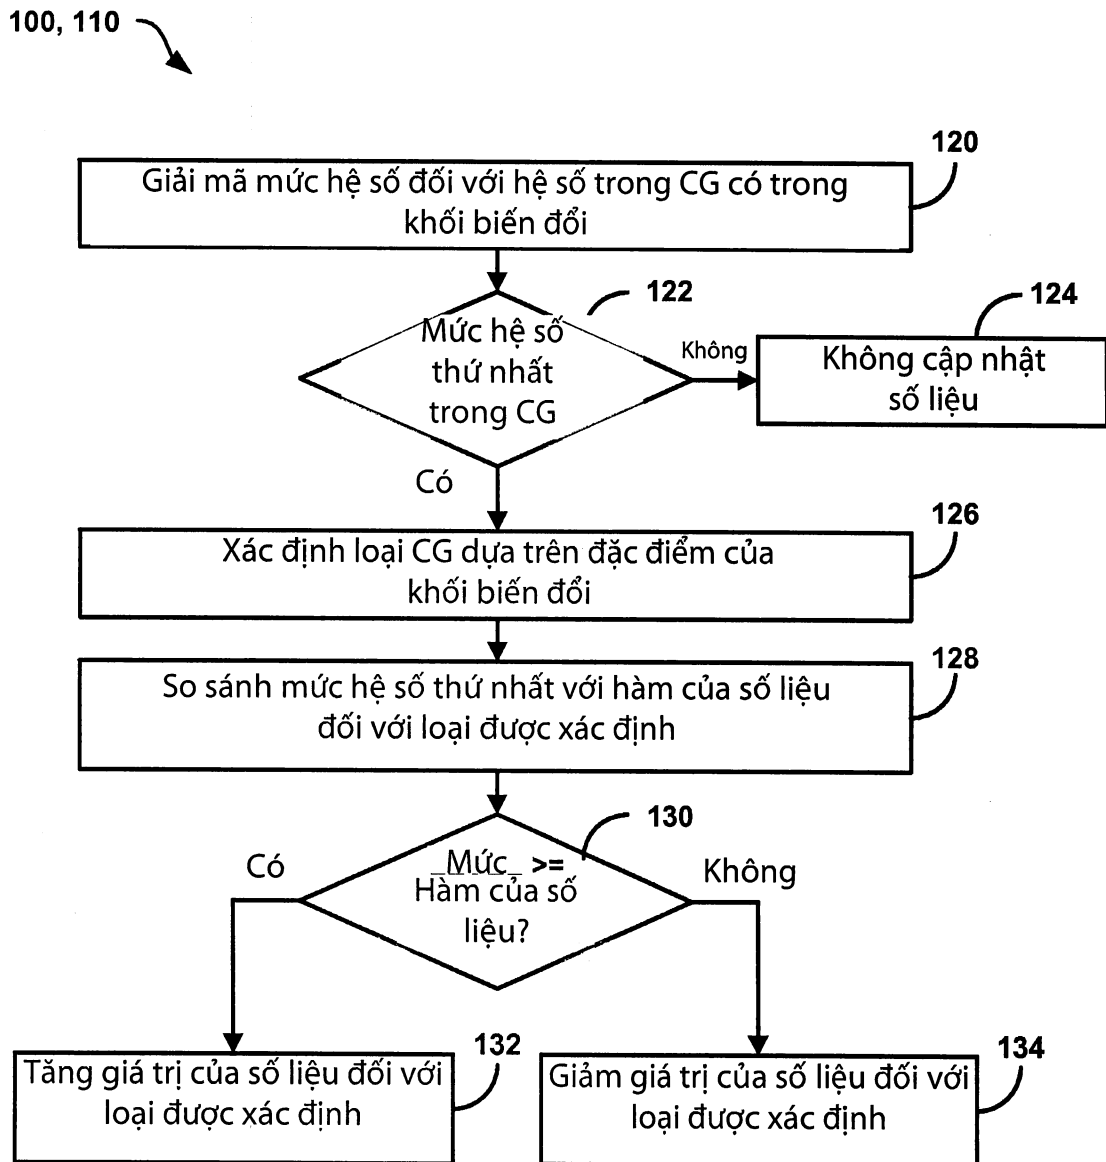 100, 110
120
Giải mã mức hệ số đối với hệ số trong CG có trong
khối biến đổi
122
124
Mức hệ số
thứ nhất
trong CG
Không
Không cập nhật
số liệu
Có
126
Xác định loại CG dựa trên đặc điểm của
khối biến đổi
128
So sánh mức hệ số thứ nhất với hàm của số liệu
đối với loại được xác định
130
_Mức_ >=
Hàm của số
liệu?
Có
Không
132
Tăng giá trị của số liệu đối với
loại được xác định
134
Giảm giá trị của số liệu đối với
loại được xác định